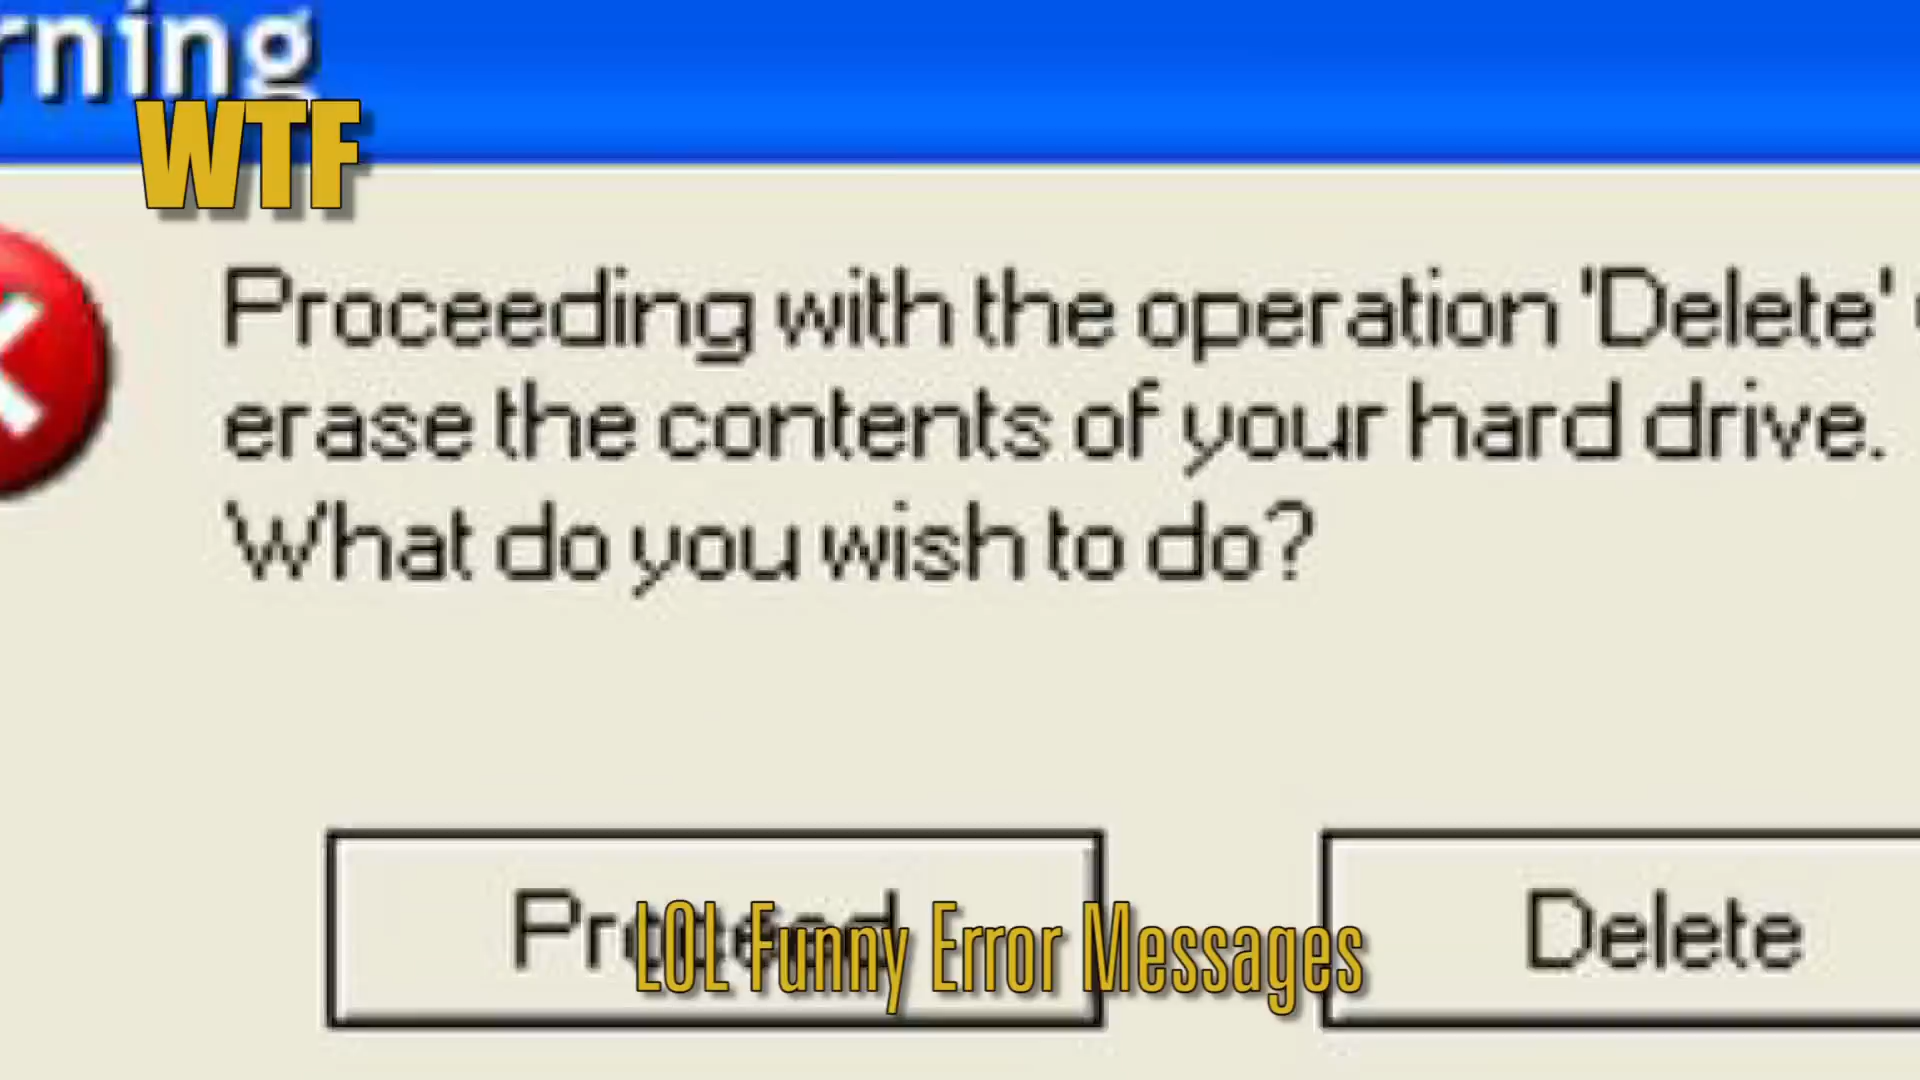 rning
WTF
Proceeding with the operation 'Delete'
erase the contents of your hard drive.
What do you wish to do?
Proceed
Delete
LOL Funny Error Messages